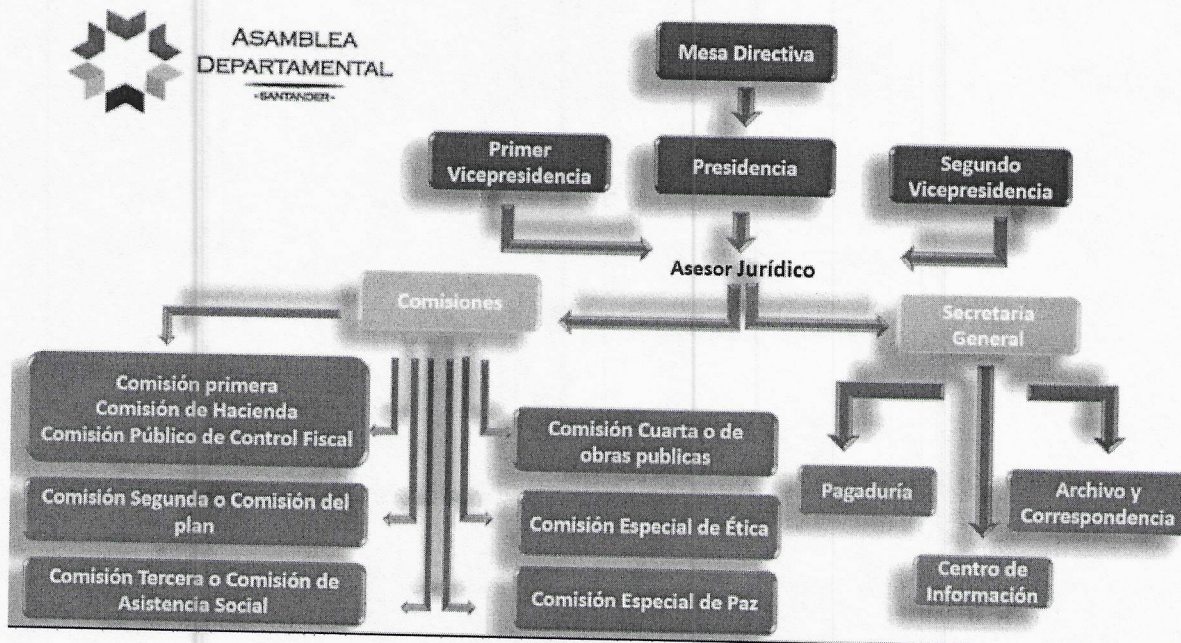 ASAMBLEA
DEPARTAMENTAL
-SANTANDER-
Mesa Directiva
Primer
Vicepresidencia
Presidencia
Segundo
Vicepresidencia
Asesor Jurídico
Comisiones
Secretaria
General
Comisión primera
Comisión de Hacienda
Comisión Público de Control Fiscal
Comisión Cuarta o de
obras publicas
Comisión Segunda o Comisión del
plan
Comisión Especial de Ética
Comisión Tercera o Comisión de
Asistencia Social
Comisión Especial de Paz
Pagaduría
Archivo y
Correspondencia
Centro de
Información